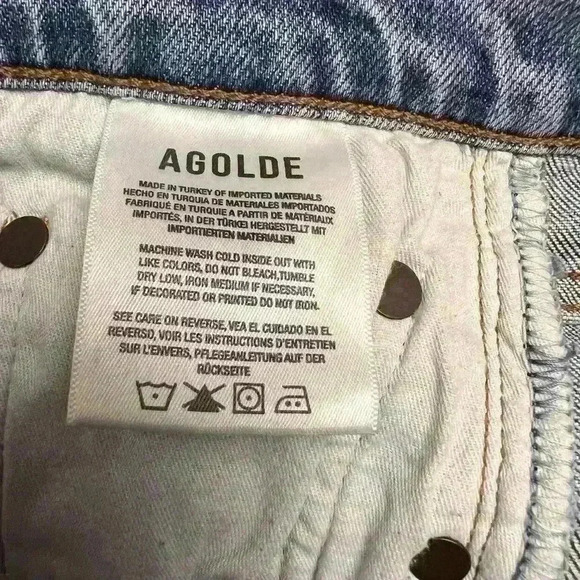 AGOLDE
MADE IN TURKEY OF IMPORTED MATERIALS
HECHO EN TURQUIA DE MATERIALES IMPORTADOS
FABRIQUÉ EN TURQUIE A PARTIR DE MATÉRIAUX
IMPORTÉS, IN DER TÜRKEI HERGESTELLT MIT
IMPORTIERTEN MATERIALIEN
MACHINE WASH COLD INSIDE OUT WITH
LIKE COLORS, DO NOT BLEACH,TUMBLE
DRY LOW, IRON MEDIUM IF NECESSARY,
IF DECORATED OR PRINTED DO NOT IRON.
SEE CARE ON REVERSE, VEA EL CUIDADO EN EL
REVERSO, VOIR LES INSTRUCTIONS D'ENTRETIEN
SUR L'ENVERS, PFLEGEANLEITUNG AUF DER
RÜCKSEITE